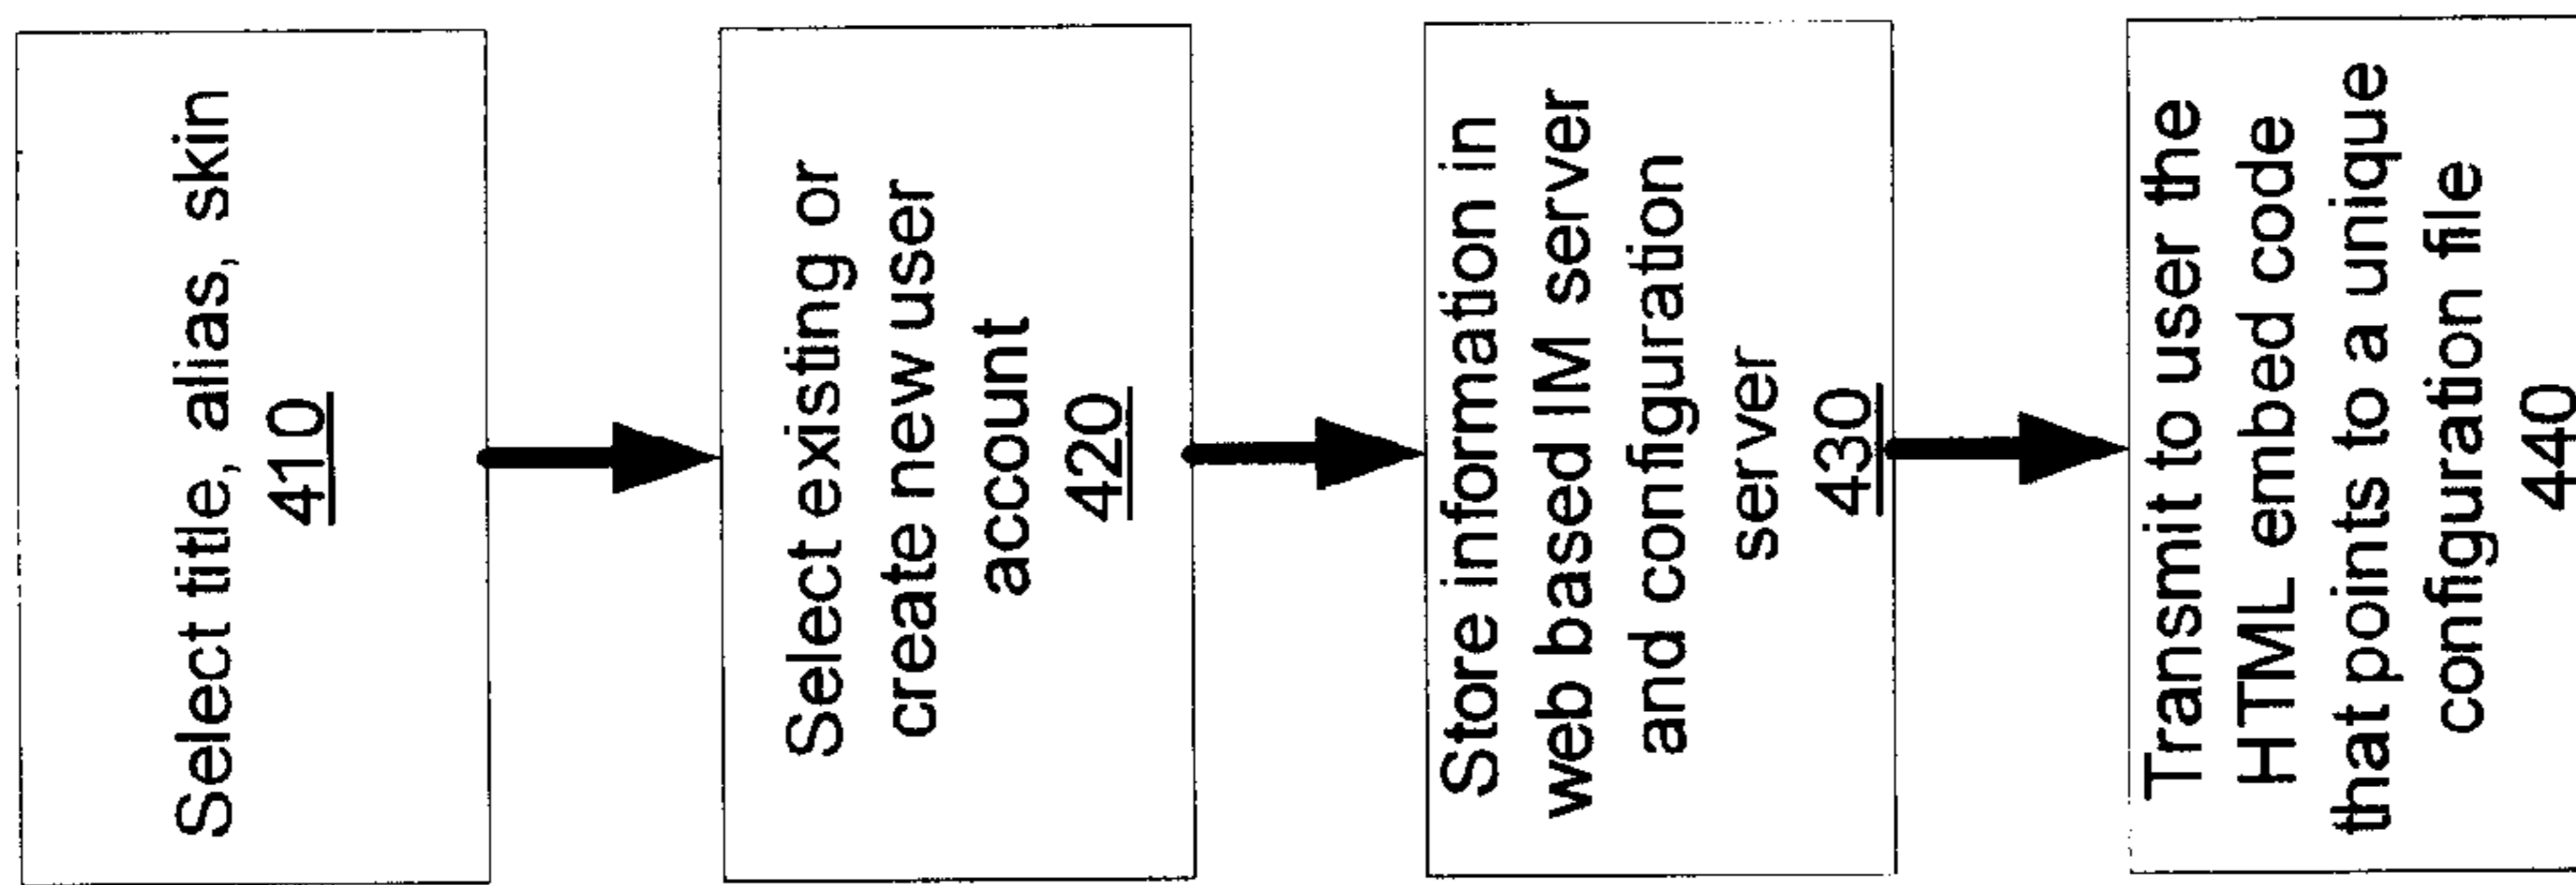 Select title, alias, skin
410
Select existing or
create new user
account
420
Store information in
web based IM server
and configuration
server
430
Transmit to user the
HTML embed code
that points to a unique
configuration file
440